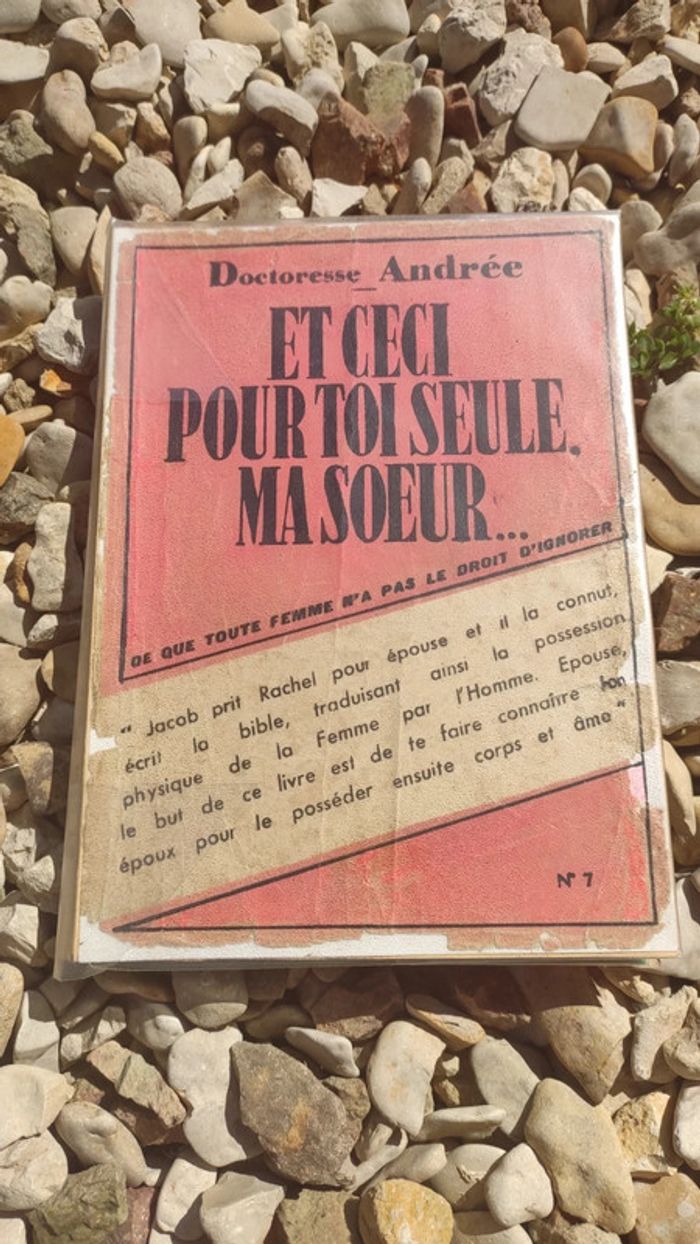 Doctoresse_Andrée
ET CECI
POUR TOI SEULE.
MA SOEUR...
DE QUE TOUTE FEMME N'A PAS LE DROIT D'IGNORER
" Jacob prit Rachel pour épouse et il la connut,
écrit la bible, traduisant ainsi la possession
physique de la Femme par l'Homme. Epouse,
le but de ce livre est de te faire connaître ton
époux pour le posséder ensuite corps et âme "
N° 7